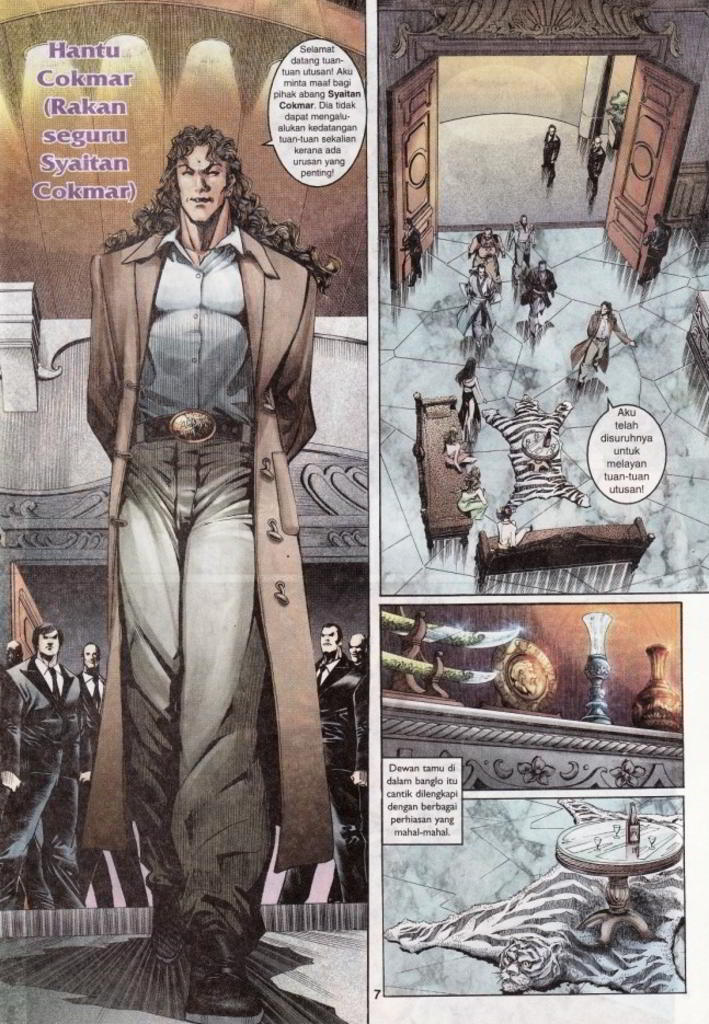 Hantu
Cokmar
(Rakan
seguru
Syaitan
Cokmar)
Selamat
datang tuan-
tuan utusan! Aku
minta maaf bagi
pihak abang Syaitan
Cokmar. Dia tidak
dapat mengalu-
alukan kedatangan
tuan-tuan sekalian
kerana ada
urusan yang
penting!
Aku
telah
disuruhnya
untuk
melayan
tuan-tuan
utusan!
Dewan tamu di
dalam banglo itu
cantik dilengkapi
dengan berbagai
perhiasan yang
mahal-mahal.
7